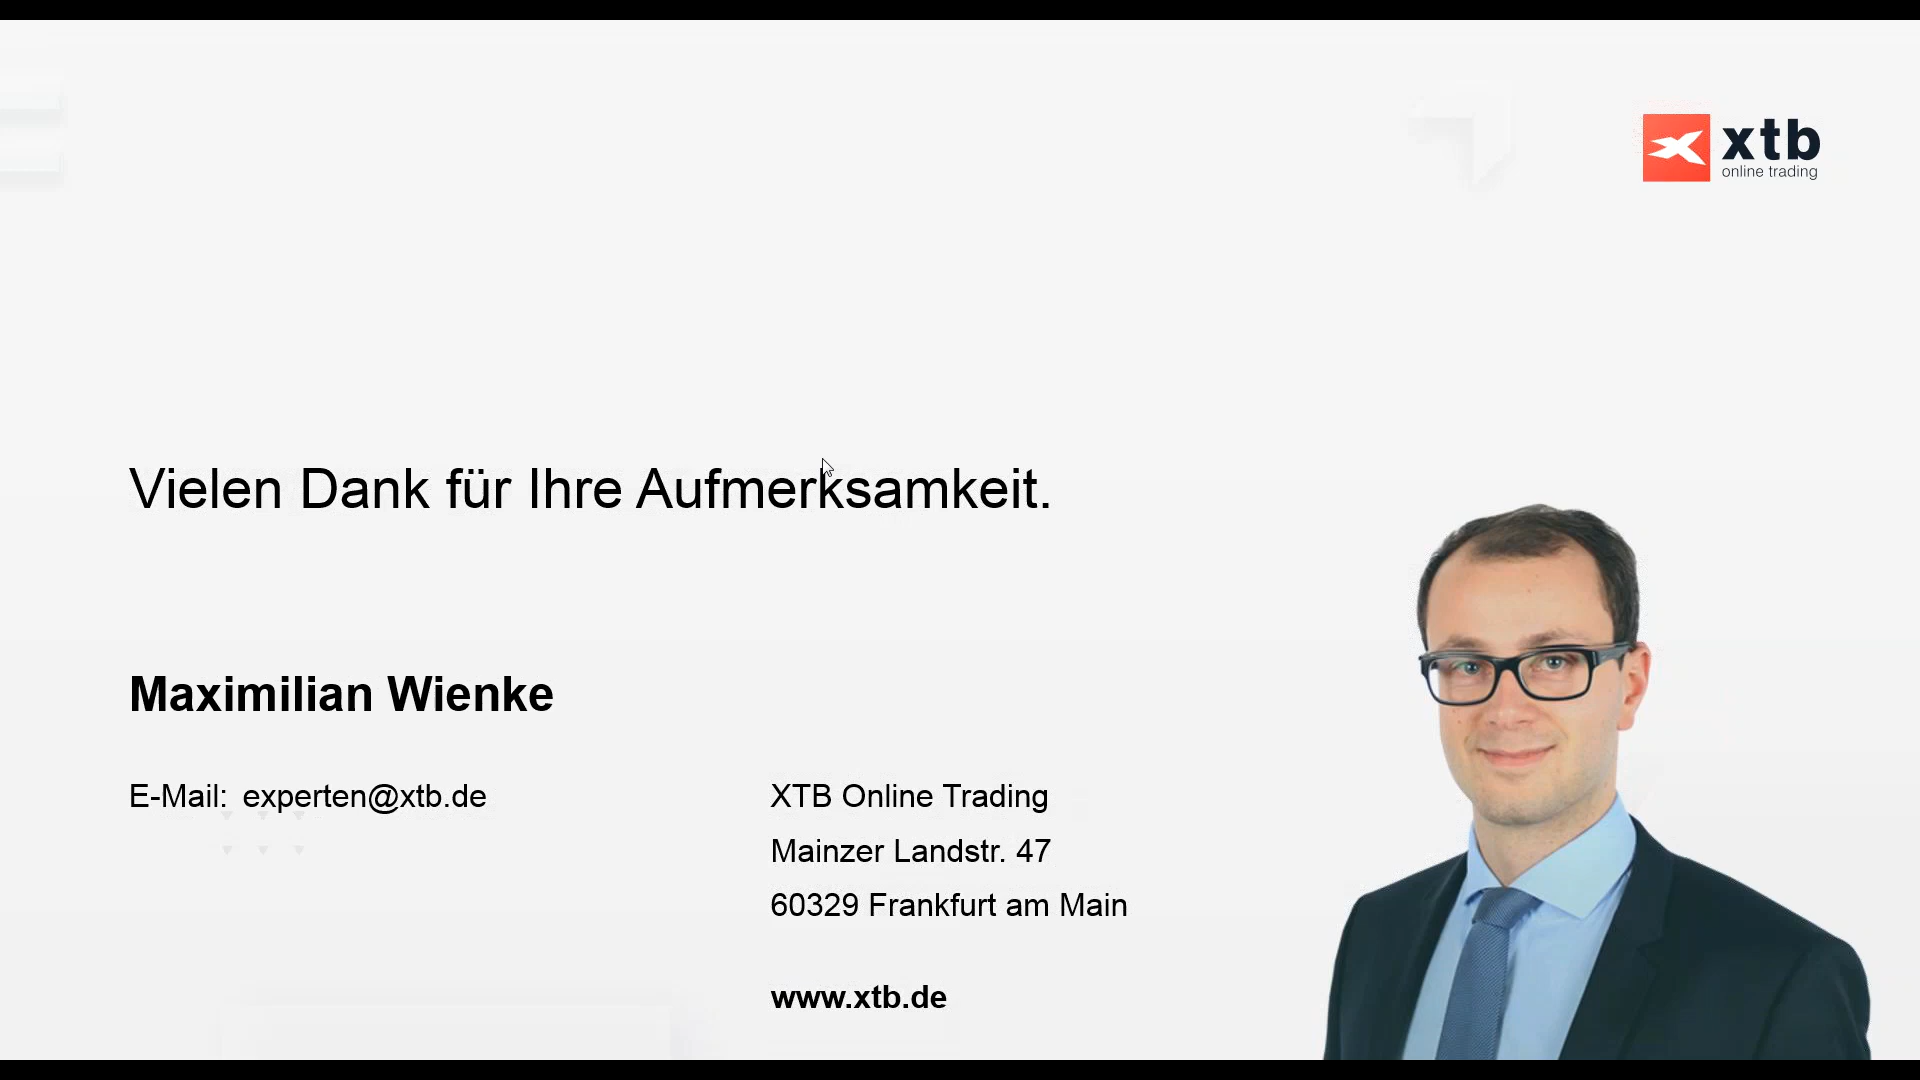 xtb
online trading
Vielen Dank für Ihre Aufmerksamkeit.
Maximilian Wienke
E-Mail: experten@xtb.de
XTB Online Trading
Mainzer Landstr. 47
60329 Frankfurt am Main
www.xtb.de